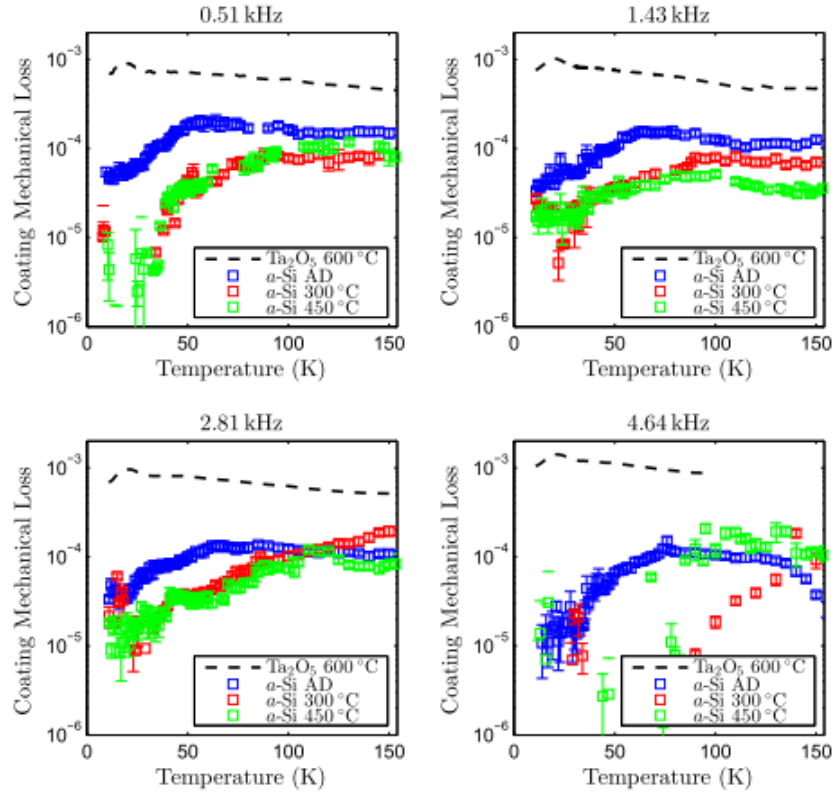 0.51 kHz
Coating Mechanical Loss
10⁻³
10⁻⁴
10⁻⁵
10⁻⁶
Ta₂O₅ 600 °C
a-Si AD
a-Si 300 °C
a-Si 450 °C
0 50 100 150
Temperature (K)
1.43 kHz
Coating Mechanical Loss
10⁻³
10⁻⁴
10⁻⁵
10⁻⁶
Ta₂O₅ 600 °C
a-Si AD
a-Si 300 °C
a-Si 450 °C
0 50 100 150
Temperature (K)
2.81 kHz
Coating Mechanical Loss
10⁻³
10⁻⁴
10⁻⁵
10⁻⁶
Ta₂O₅ 600 °C
a-Si AD
a-Si 300 °C
a-Si 450 °C
0 50 100 150
Temperature (K)
4.64 kHz
Coating Mechanical Loss
10⁻³
10⁻⁴
10⁻⁵
10⁻⁶
Ta₂O₅ 600 °C
a-Si AD
a-Si 300 °C
a-Si 450 °C
0 50 100 150
Temperature (K)